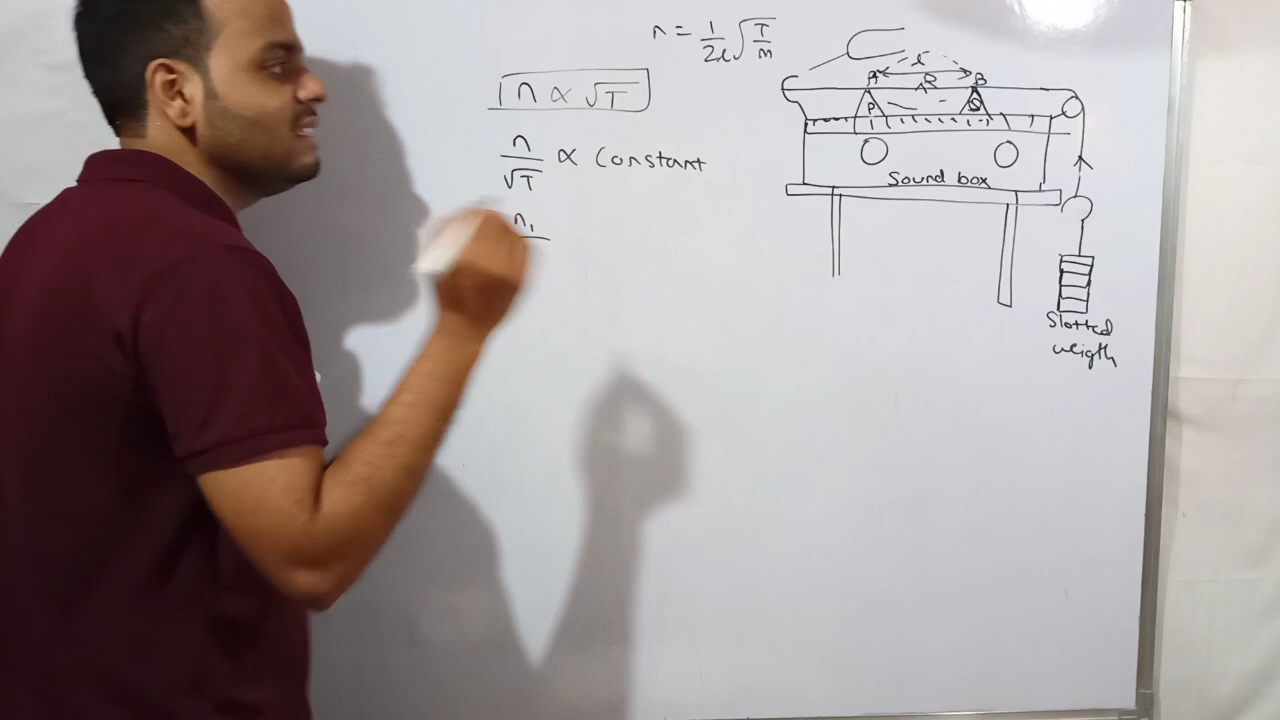 n = 1/2l √T/m
n ∝ √T
n/√T ∝ Constant
n₁
l
A B
R
P S
Sound box
Slotted
weigth